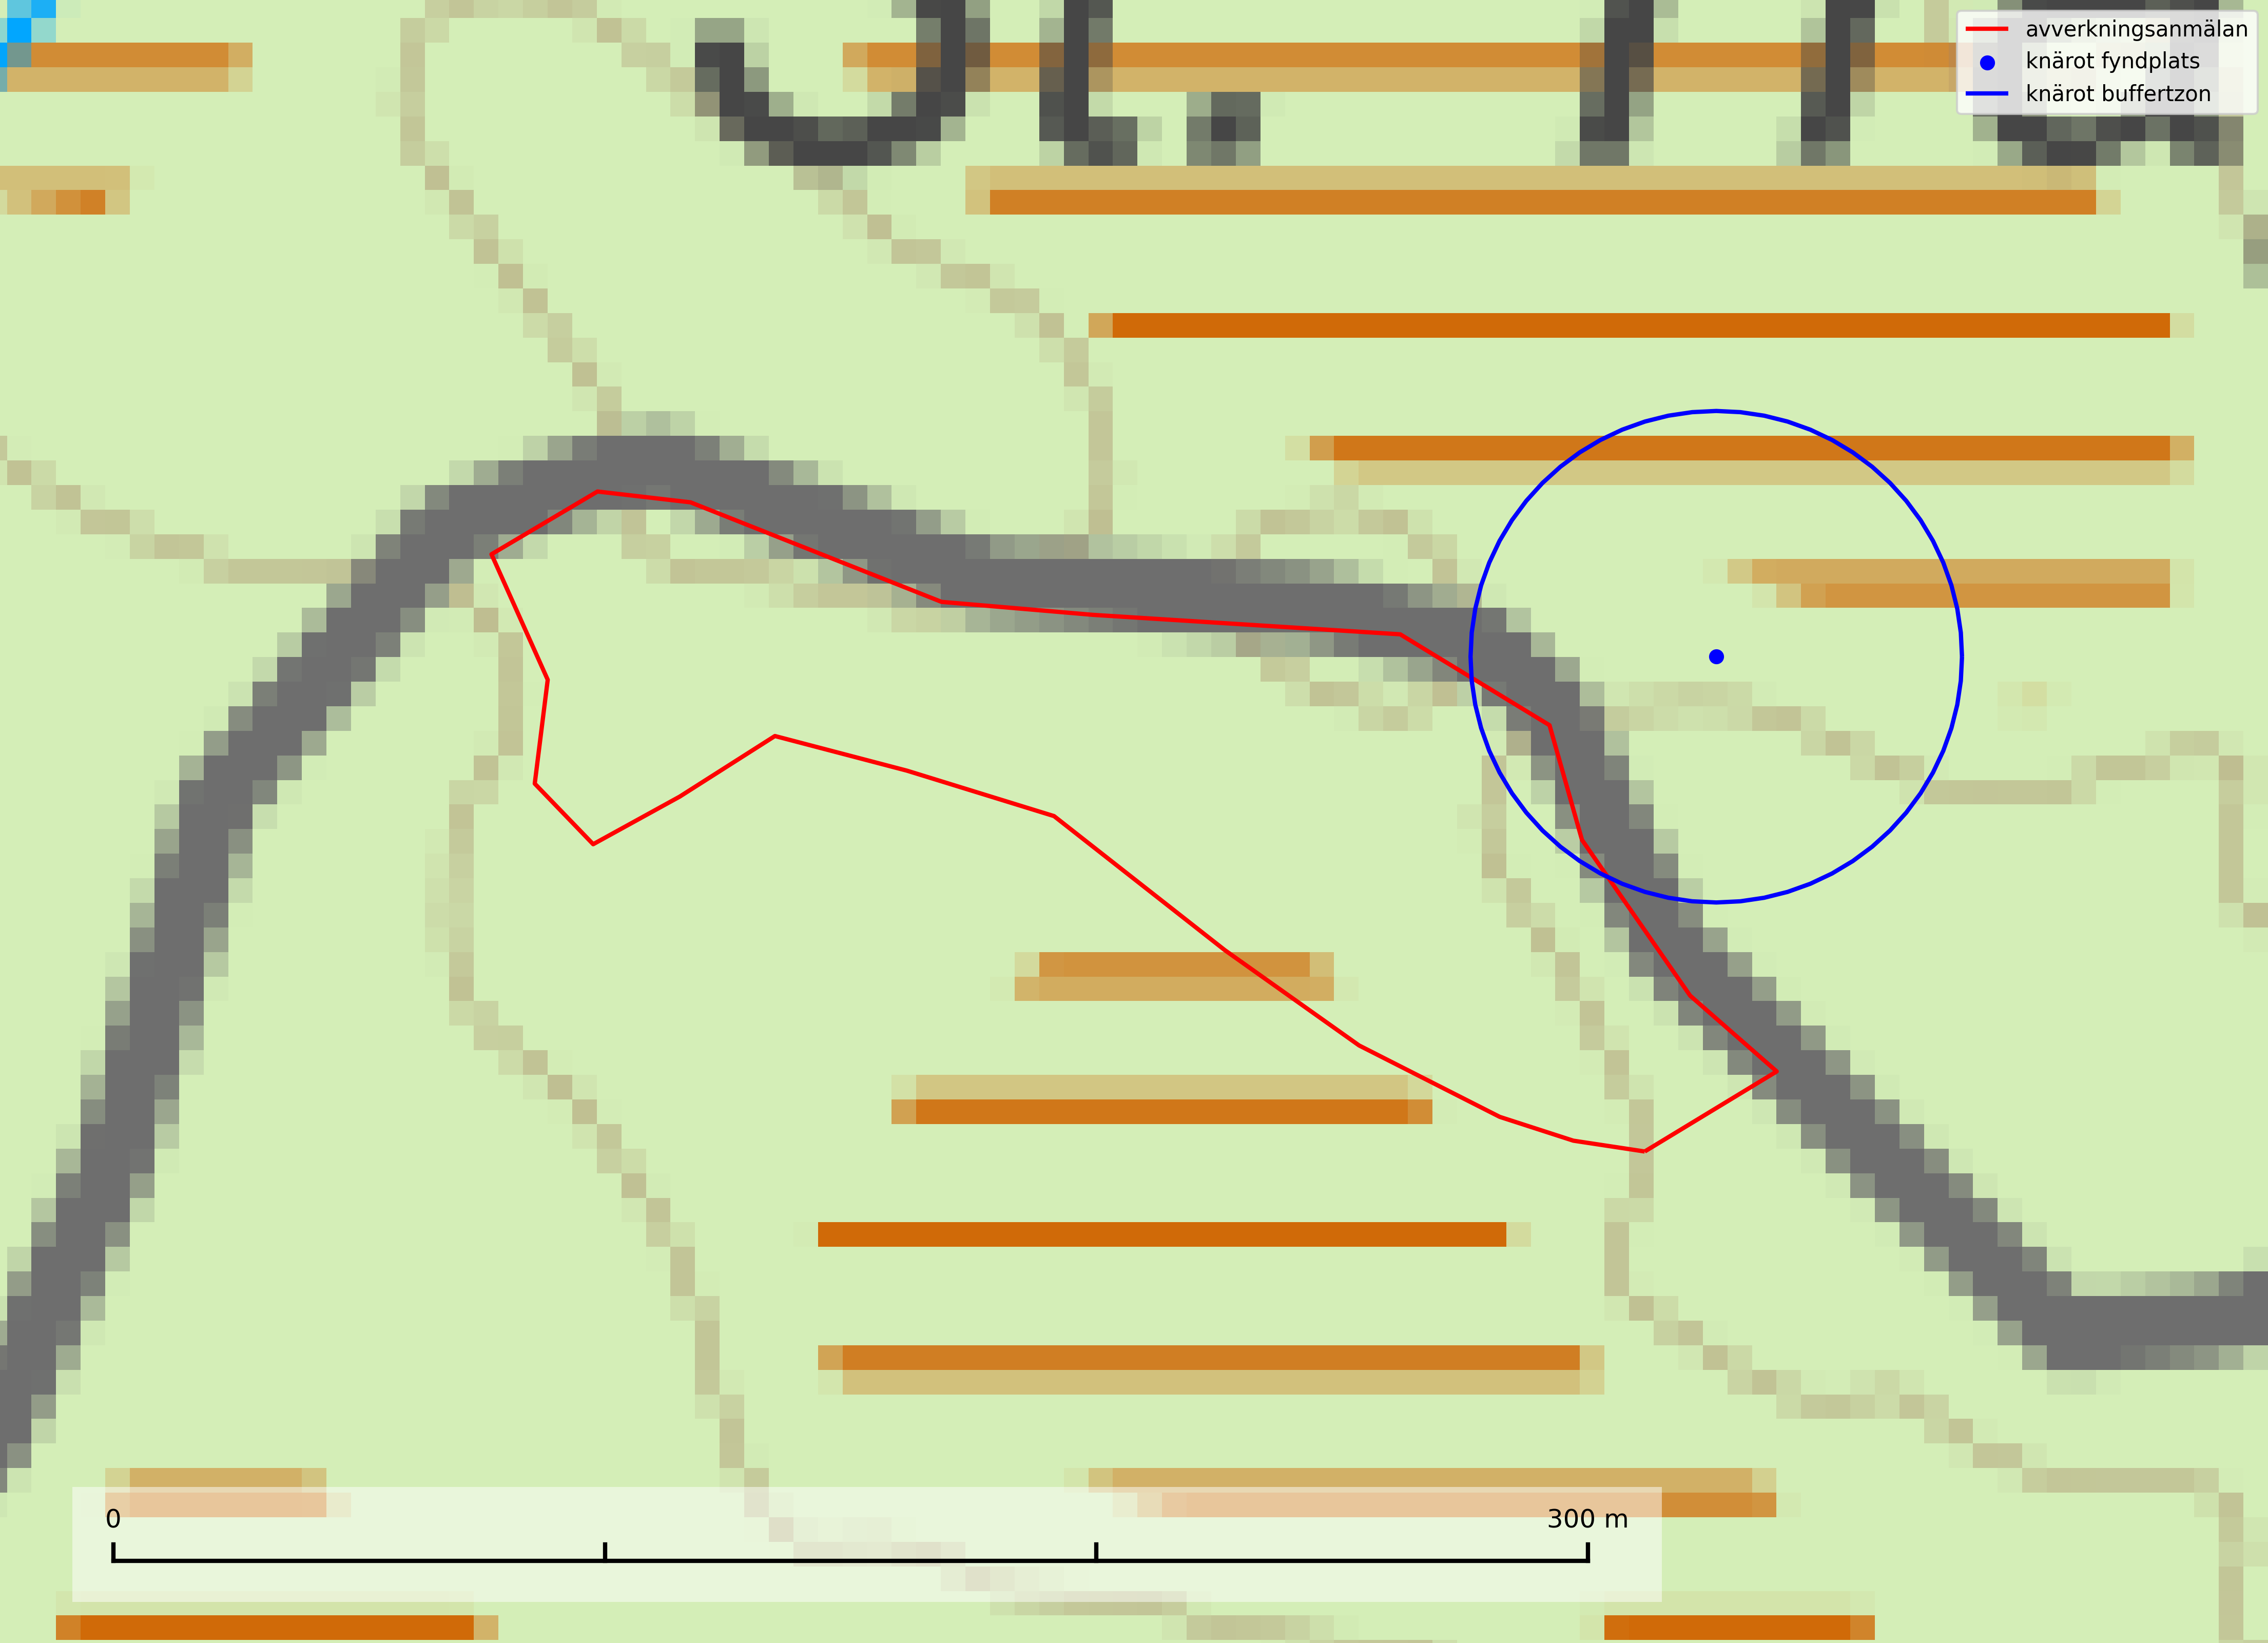 avverkningsanmälan
knärot fyndplats
knärot buffertzon
0 300 m